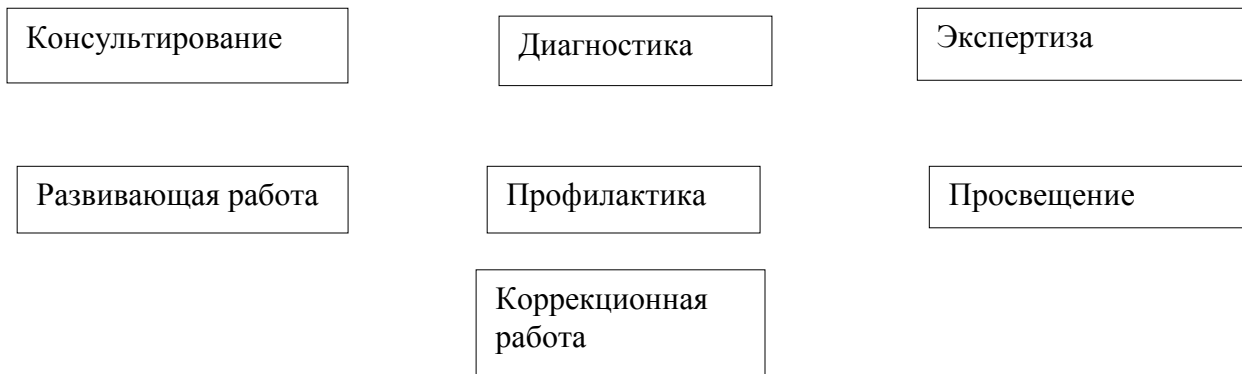 Консультирование
Диагностика
Экспертиза
Развивающая работа
Профилактика
Просвещение
Коррекционная
работа